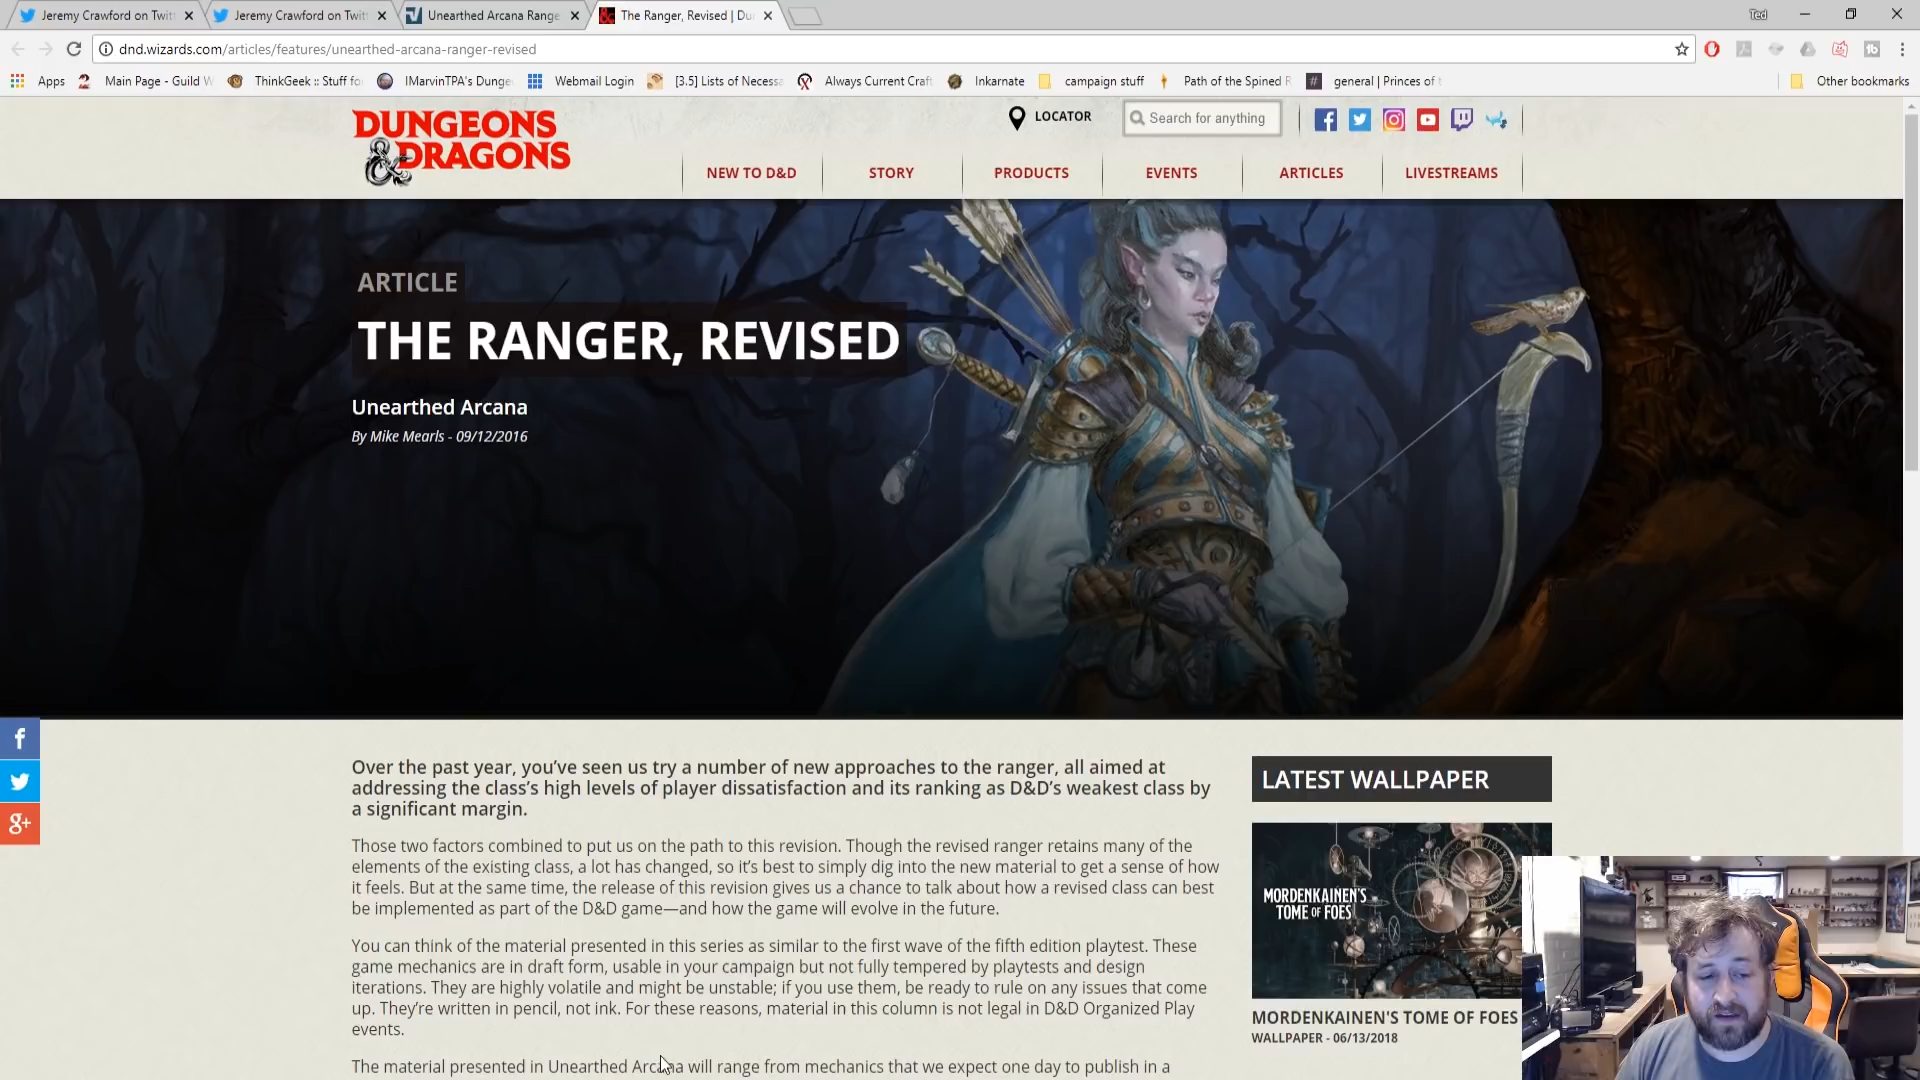 Jeremy Crawford on Twit
Jeremy Crawford on Twit
Unearthed Arcana Range
The Ranger, Revised | Du
Ted
dnd.wizards.com/articles/features/unearthed-arcana-ranger-revised
Apps
Main Page - Guild W
ThinkGeek :: Stuff fo
IMarvinTPA's Dunge
Webmail Login
[3.5] Lists of Necessa
Always Current Craft
Inkarnate
campaign stuff
Path of the Spined R
general | Princes of t
Other bookmarks
DUNGEONS
& DRAGONS
LOCATOR
Search for anything
NEW TO D&D
STORY
PRODUCTS
EVENTS
ARTICLES
LIVESTREAMS
ARTICLE
THE RANGER, REVISED
Unearthed Arcana
By Mike Mearls - 09/12/2016
Over the past year, you've seen us try a number of new approaches to the ranger, all aimed at
addressing the class's high levels of player dissatisfaction and its ranking as D&D's weakest class by
a significant margin.
Those two factors combined to put us on the path to this revision. Though the revised ranger retains many of the
elements of the existing class, a lot has changed, so it's best to simply dig into the new material to get a sense of how
it feels. But at the same time, the release of this revision gives us a chance to talk about how a revised class can best
be implemented as part of the D&D game—and how the game will evolve in the future.
You can think of the material presented in this series as similar to the first wave of the fifth edition playtest. These
game mechanics are in draft form, usable in your campaign but not fully tempered by playtests and design
iterations. They are highly volatile and might be unstable; if you use them, be ready to rule on any issues that come
up. They're written in pencil, not ink. For these reasons, material in this column is not legal in D&D Organized Play
events.
The material presented in Unearthed Arcana will range from mechanics that we expect one day to publish in a
LATEST WALLPAPER
MORDENKAINEN'S
TOME OF FOES
MORDENKAINEN'S TOME OF FOES
WALLPAPER - 06/13/2018